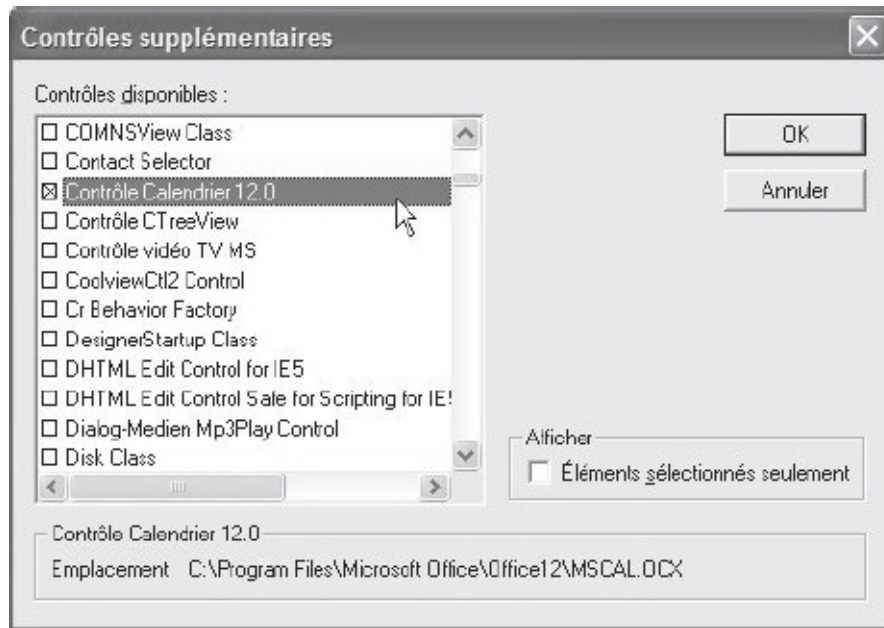 Contrôles supplémentaires
Contrôles disponibles :
COMNSView Class
Contact Selector
Contrôle Calendrier 12.0
Contrôle CTreeView
Contrôle vidéo TV MS
CoolviewCtl2 Control
Cr Behavior Factory
DesignerStartup Class
DHTML Edit Control for IE5
DHTML Edit Control Safe for Scripting for IE5
Dialog-Medien Mp3Play Control
Disk Class
OK
Annuler
Afficher
Éléments sélectionnés seulement
Contrôle Calendrier 12.0
Emplacement C:\Program Files\Microsoft Office\Office12\MSCAL.OCX